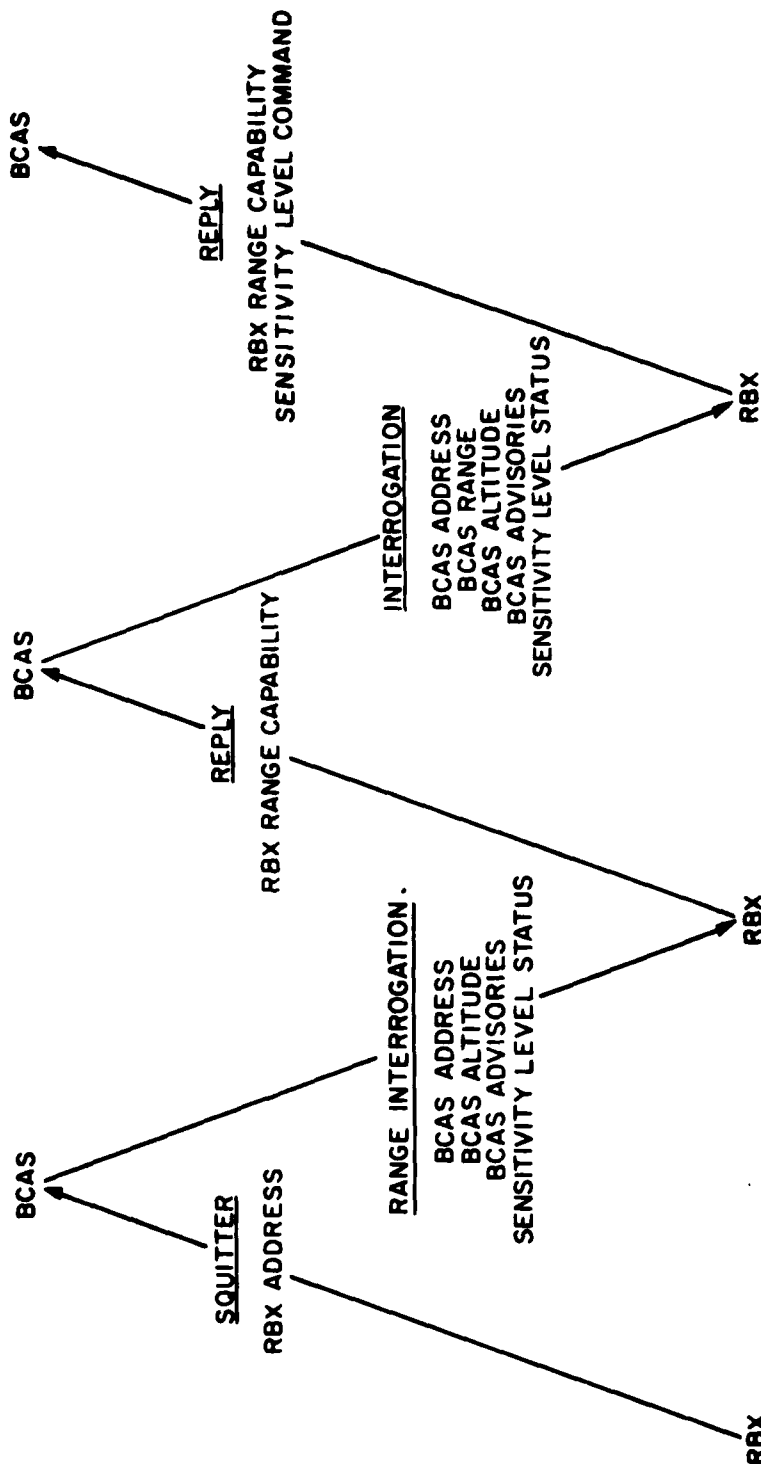 BCAS
BCAS
BCAS
SQUITTER
RBX ADDRESS
RANGE INTERROGATION.
BCAS ADDRESS
BCAS ALTITUDE
BCAS ADVISORIES
SENSITIVITY LEVEL STATUS
REPLY
RBX RANGE CAPABILITY
INTERROGATION
BCAS ADDRESS
BCAS RANGE
BCAS ALTITUDE
BCAS ADVISORIES
SENSITIVITY LEVEL STATUS
REPLY
RBX RANGE CAPABILITY
SENSITIVITY LEVEL COMMAND
RBX
RBX
RBX